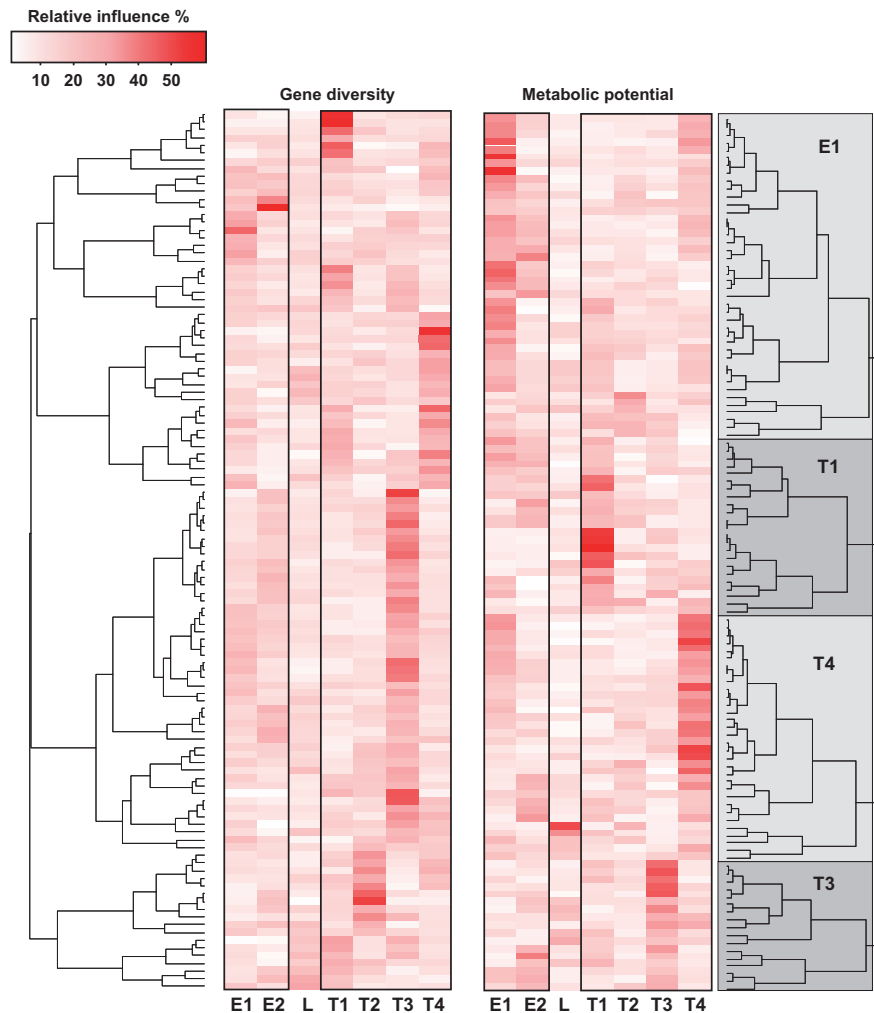 Relative influence %
10 20 30 40 50
Gene diversity Metabolic potential
E1
T1
T4
T3
E1 E2 L T1 T2 T3 T4 E1 E2 L T1 T2 T3 T4